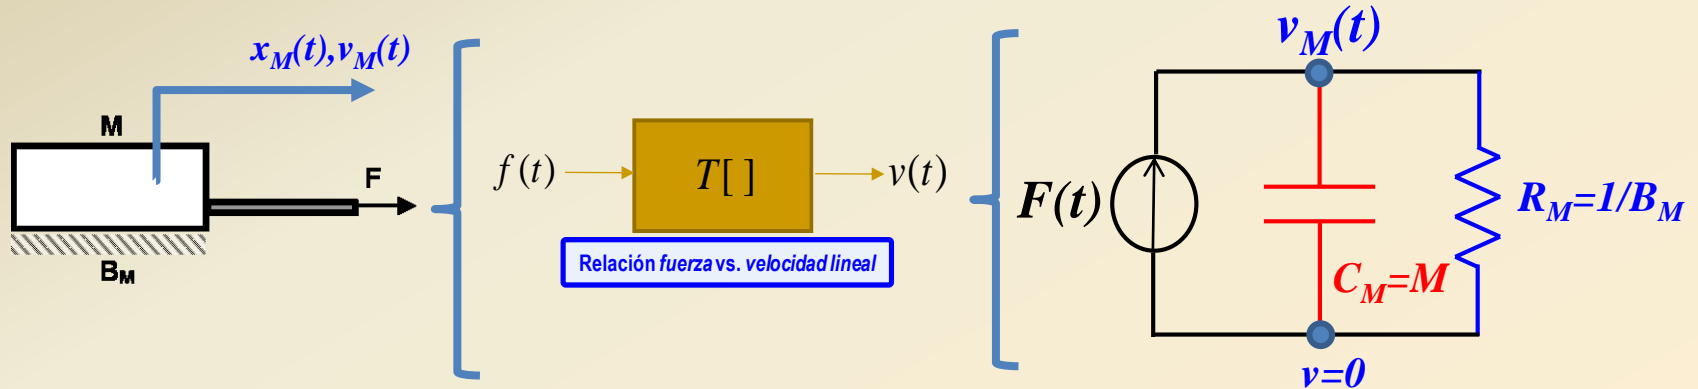 x_M(t),v_M(t)
M
F
B_M
f(t)
T[ ]
v(t)
Relación fuerza vs. velocidad lineal
v_M(t)
F(t)
R_M=1/B_M
C_M=M
v=0